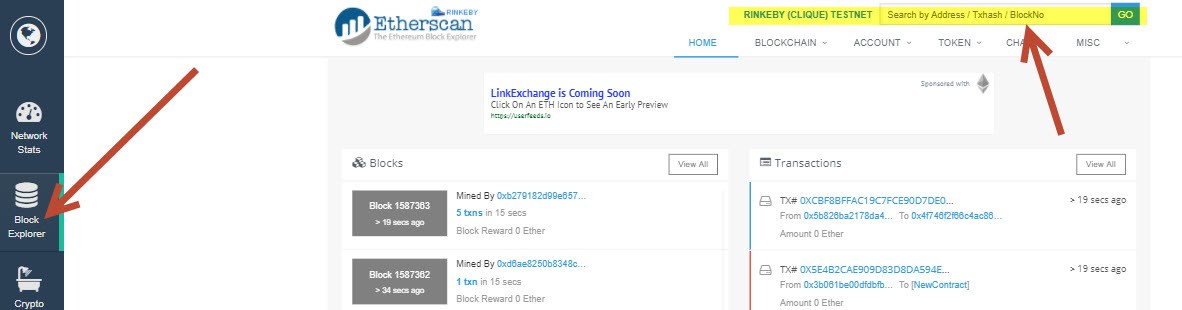 Network
Stats
Block
Explorer
Crypto
RINKEBY
Etherscan
The Ethereum Block Explorer
RINKEBY (CLIQUE) TESTNET
Search by Address / Txhash / BlockNo
GO
HOME
BLOCKCHAIN
ACCOUNT
TOKEN
MISC
LinkExchange is Coming Soon
Click On An ETH Icon to See An Early Preview
https://userfeeds.io
Sponsored with
Blocks
View All
Block 1587363
> 19 secs ago
Mined By 0xb279182d99e657...
5 txns in 15 secs
Block Reward 0 Ether
Block 1587362
> 34 secs ago
Mined By 0xd6ae8250b8348c...
1 txn in 15 secs
Block Reward 0 Ether
Transactions
View All
TX# 0XCBF8BFFAC19C7FCE90D7DE0...
> 19 secs ago
From 0x5b826ba2178da4... To 0x4f746f2f66c4ac86...
Amount 0 Ether
TX# 0X5E4B2CAE909D83D8DA594E...
> 19 secs ago
From 0x3b061be00dfdbfb... To [NewContract]
Amount 0 Ether